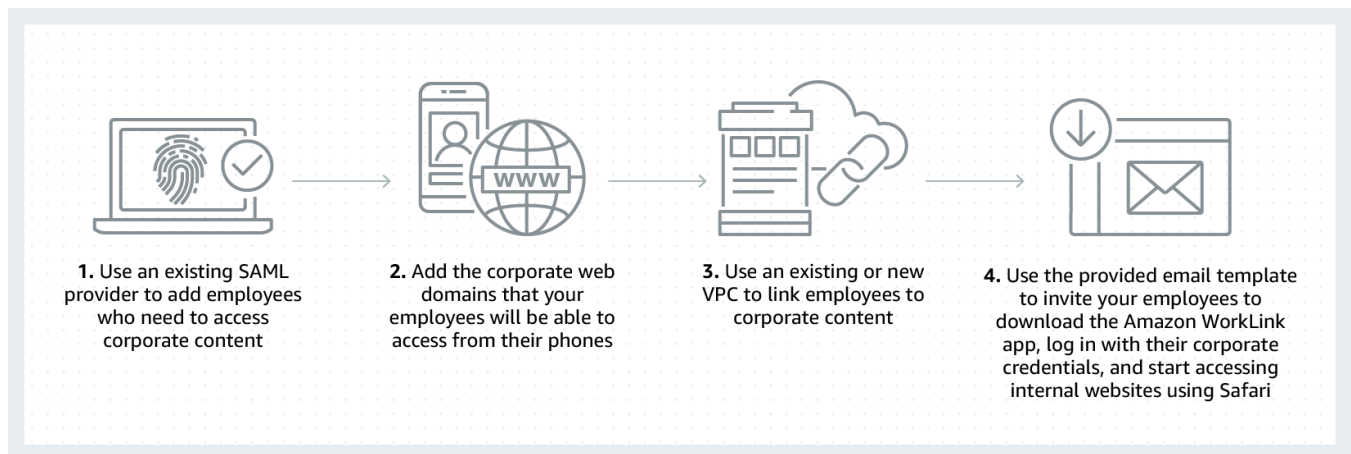 WWW
1. Use an existing SAML
provider to add employees
who need to access
corporate content
2. Add the corporate web
domains that your
employees will be able to
access from their phones
3. Use an existing or new
VPC to link employees to
corporate content
4. Use the provided email template
to invite your employees to
download the Amazon WorkLink
app, log in with their corporate
credentials, and start accessing
internal websites using Safari